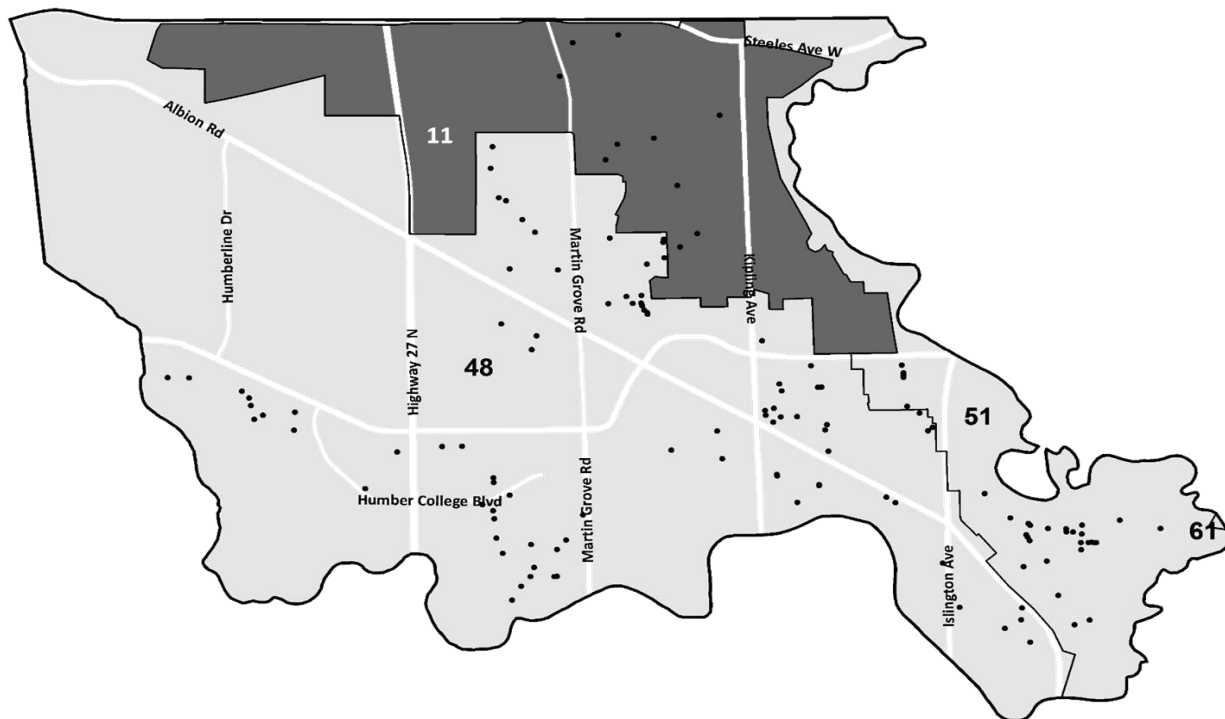 Steeles Ave W
Albion Rd
11
Humberline Dr
Martin Grove Rd
Kipling Ave
Highway 27 N
48
51
Humber College Blvd
Martin Grove Rd
61
Islington Ave